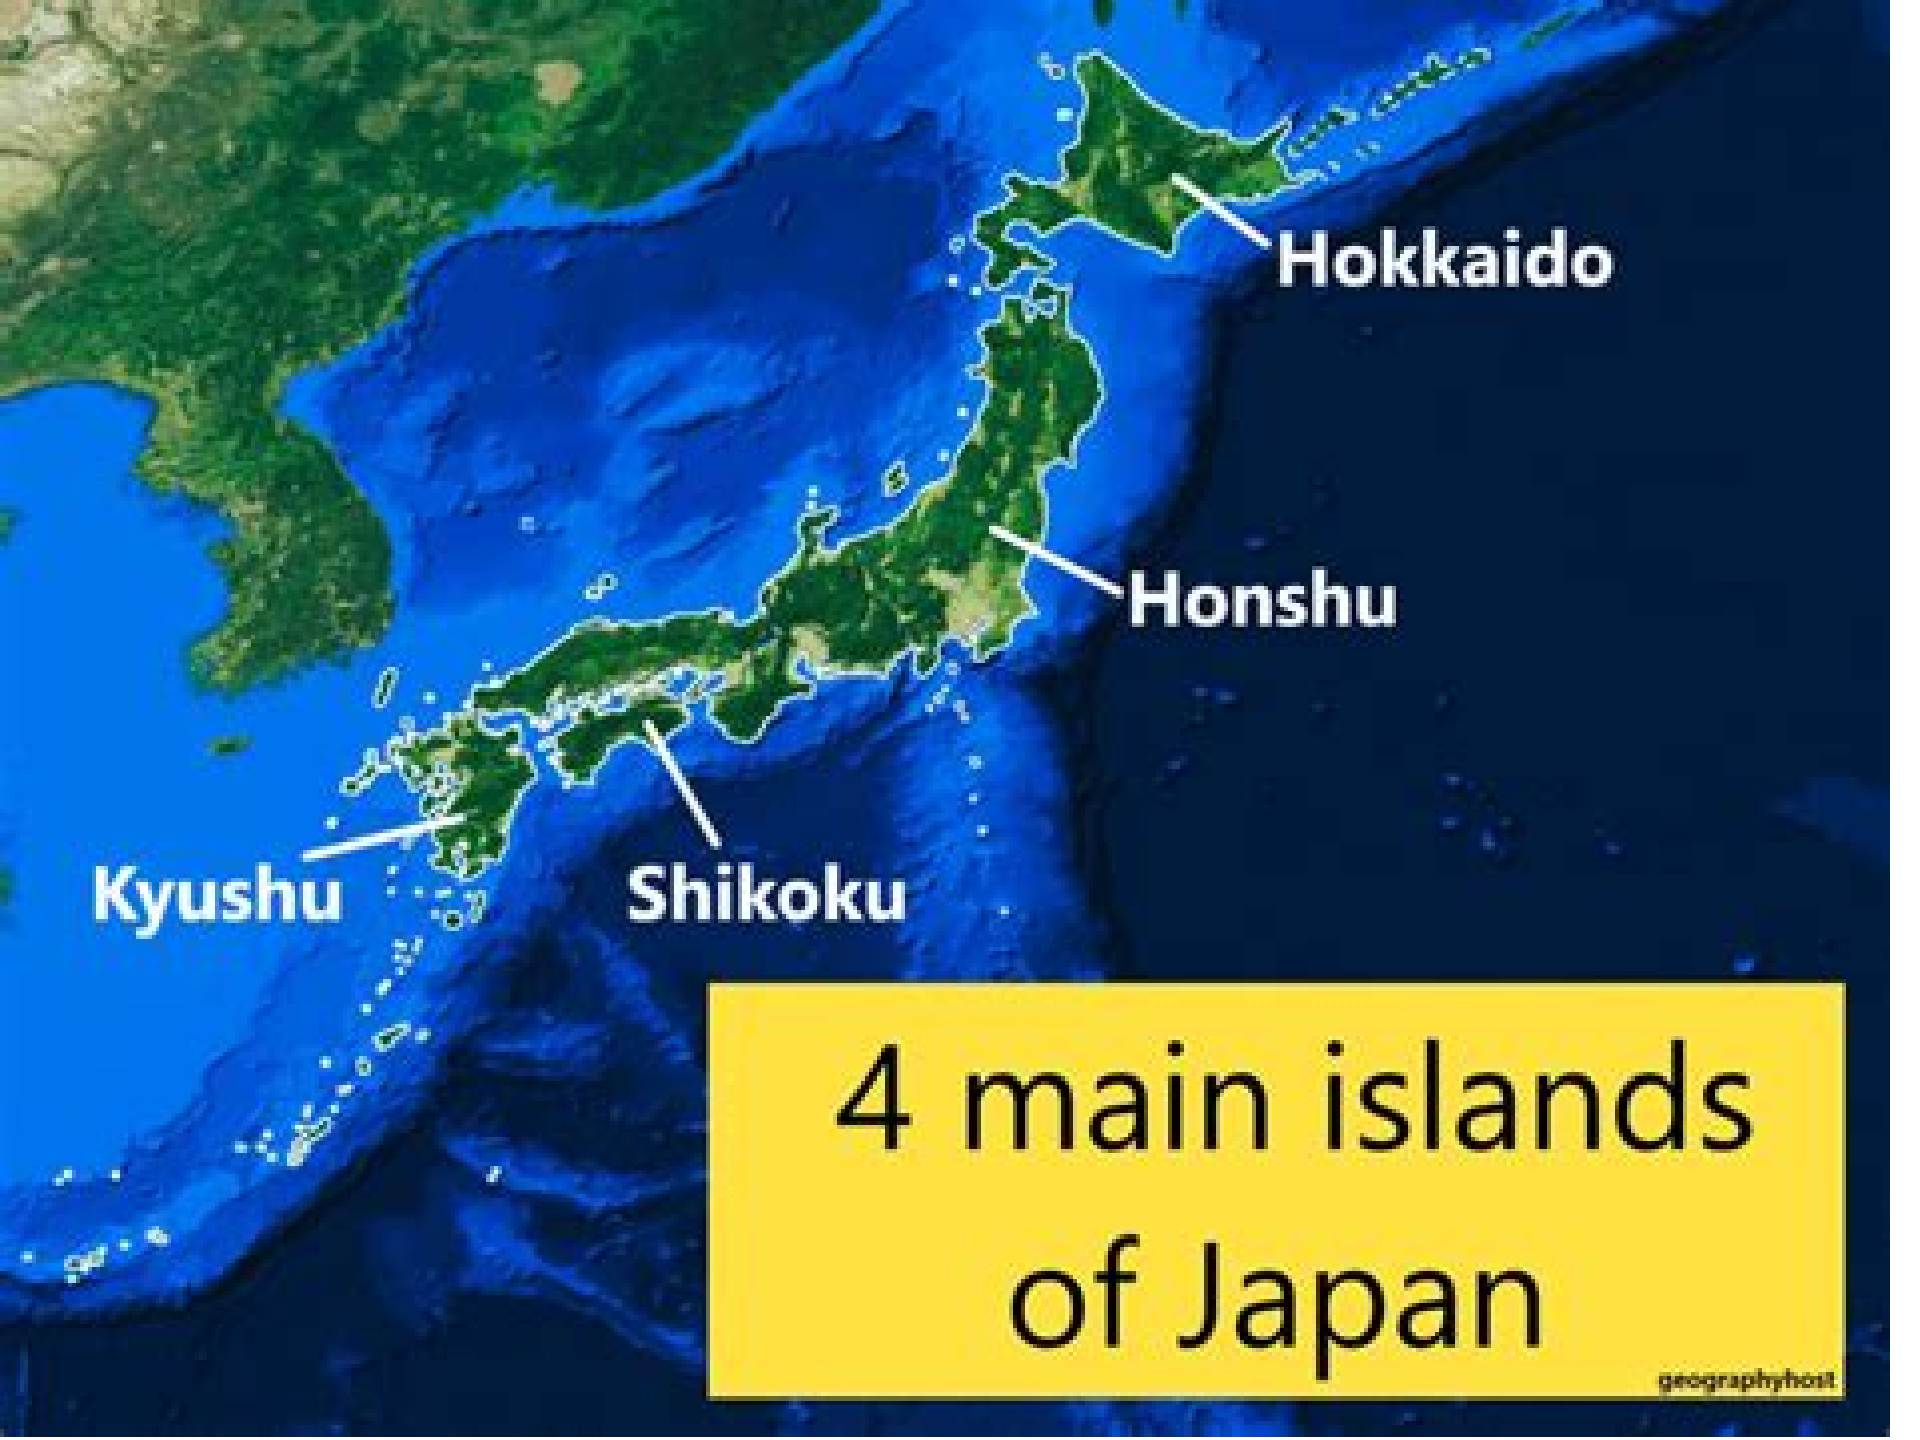 Hokkaido
Honshu
Kyushu
Shikoku
4 main islands
of Japan
geographyhost